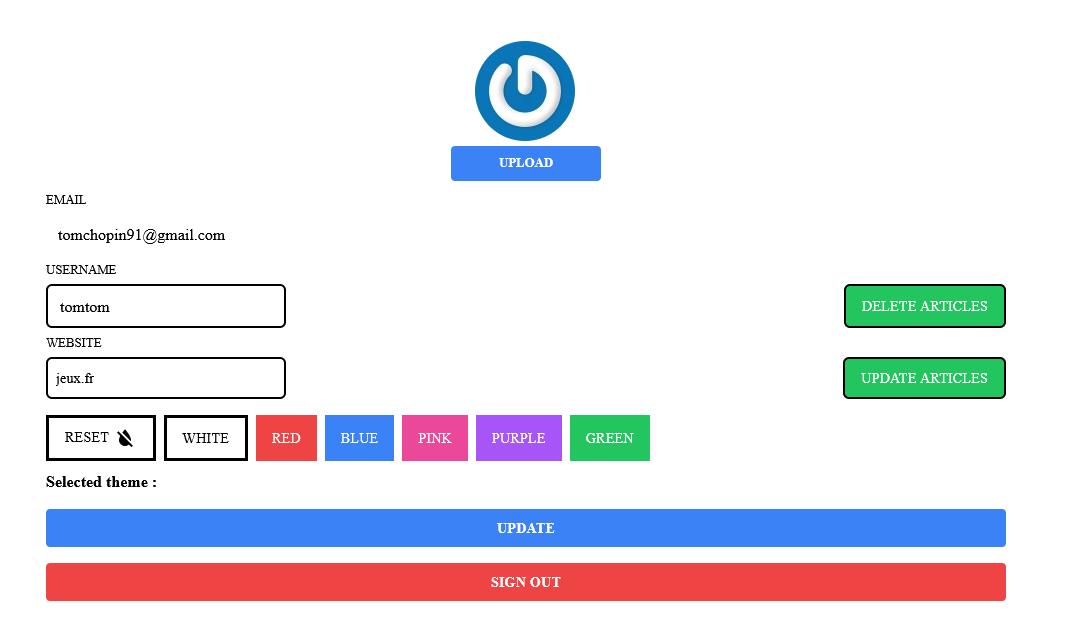 UPLOAD
EMAIL
tomchopin91@gmail.com
USERNAME
tomtom
DELETE ARTICLES
WEBSITE
jeux.fr
UPDATE ARTICLES
RESET WHITE RED BLUE PINK PURPLE GREEN
Selected theme :
UPDATE
SIGN OUT